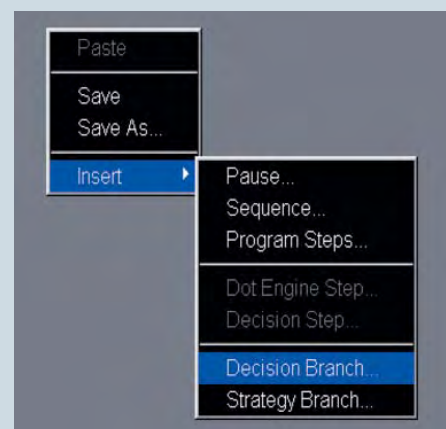 Paste
Save
Save As...
Insert
Pause...
Sequence...
Program Steps...
Dot Engine Step...
Decision Step...
Decision Branch...
Strategy Branch...